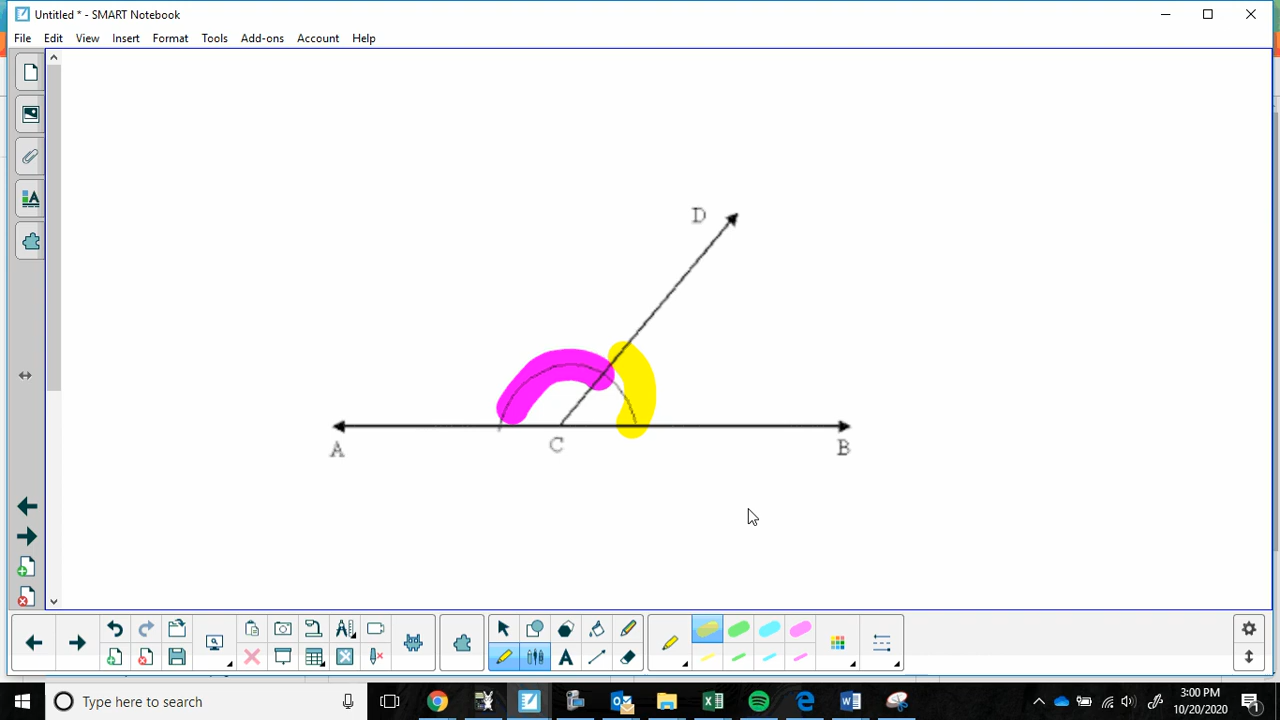 Untitled * - SMART Notebook
File Edit View Insert Format Tools Add-ons Account Help
D
A
C
B
Type here to search
3:00 PM
10/20/2020